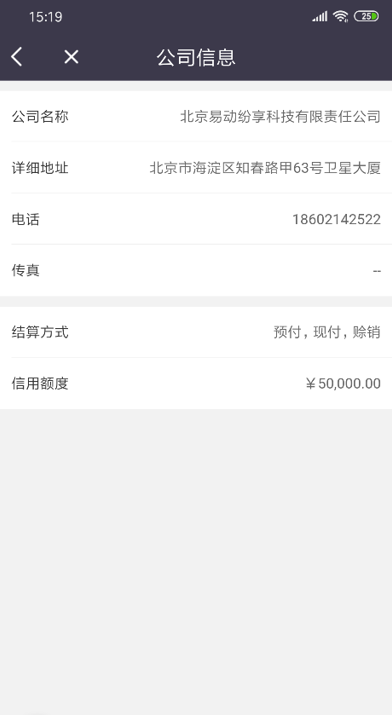 15:19
25
公司信息
公司名称 北京易动纷享科技有限责任公司
详细地址 北京市海淀区知春路甲63号卫星大厦
电话 18602142522
传真 --
结算方式 预付，现付，赊销
信用额度 ￥50,000.00